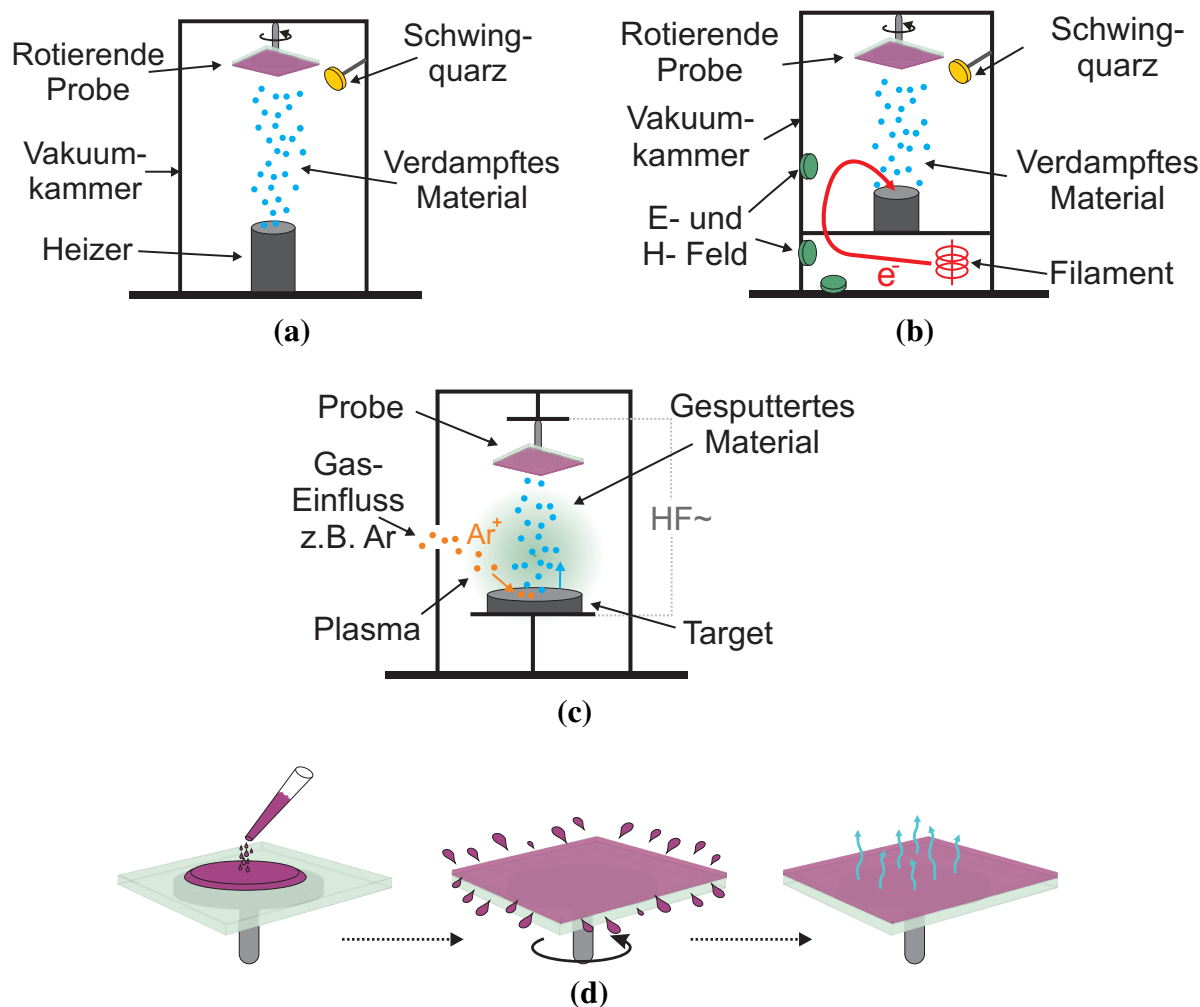 Rotierende
Probe
Schwing-
quarz
Vakuum-
kammer
Verdampftes
Material
Heizer
(a)
Rotierende
Probe
Schwing-
quarz
Vakuum-
kammer
Verdampftes
Material
E- und
H- Feld
e⁻
Filament
(b)
Probe
Gesputtertes
Material
Gas-
Einfluss
z.B. Ar
Ar⁺
HF~
Plasma
Target
(c)
(d)